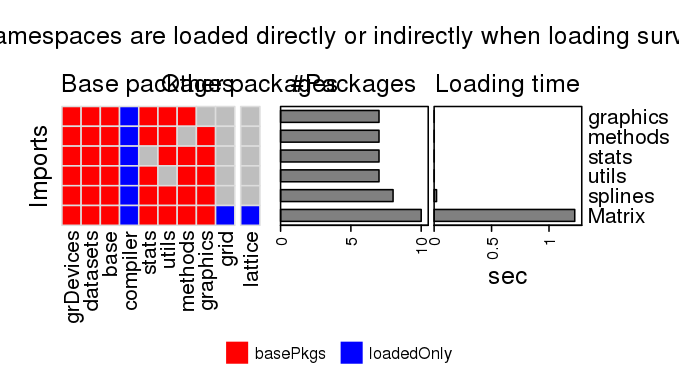 amespaces are loaded directly or indirectly when loading surv
Base packages
Other packages
#Packages
Loading time
Imports
graphics
methods
stats
utils
splines
Matrix
grDevices
datasets
base
compiler
stats
utils
methods
graphics
grid
lattice
0
5
10
0
0.5
1
sec
basePkgs
loadedOnly